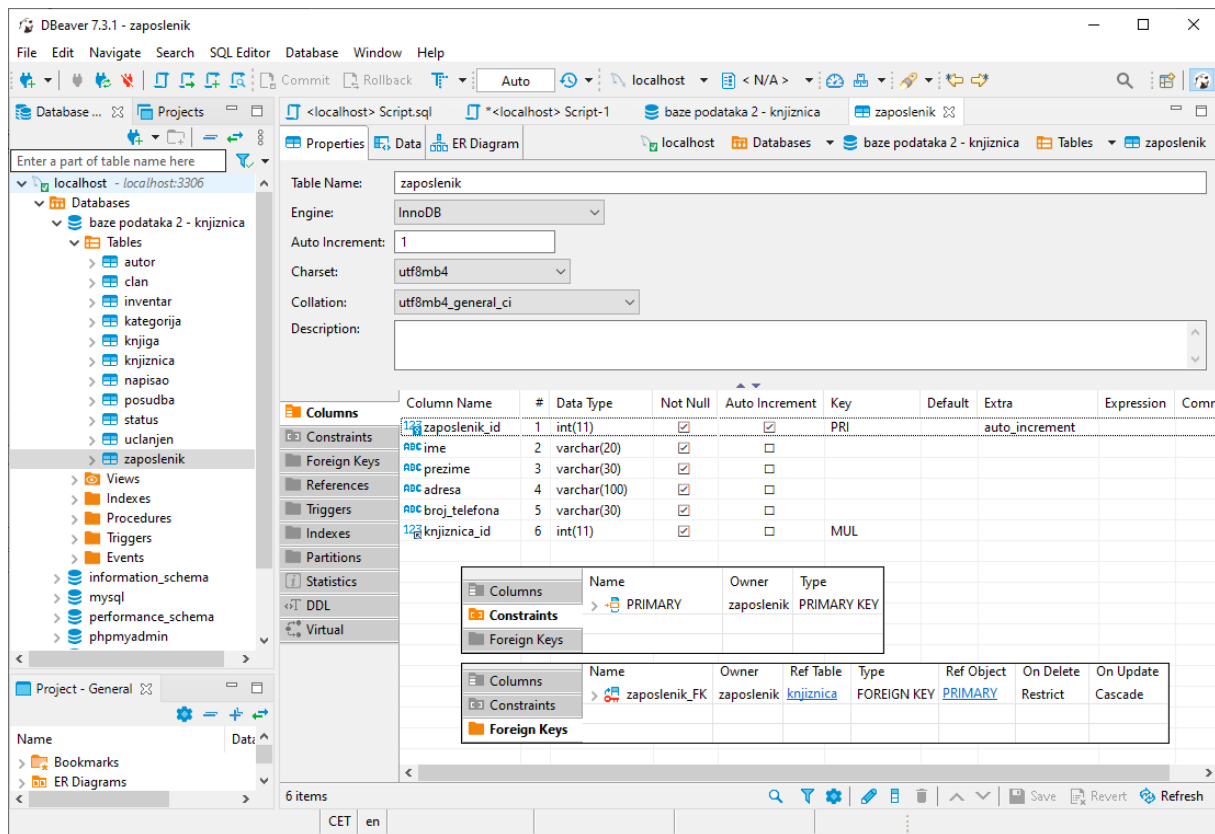 DBeaver 7.3.1 - zaposlenik
File Edit Navigate Search SQL Editor Database Window Help
Commit Rollback Auto localhost < N/A >
Database ... Projects
<localhost> Script.sql *<localhost> Script-1 baze podataka 2 - knjiznica zaposlenik
Enter a part of table name here
localhost - localhost:3306
Databases
baze podataka 2 - knjiznica
Tables
autor
clan
inventar
kategorija
knjiga
knjiznica
napisao
posudba
status
uclanjen
zaposlenik
Views
Indexes
Procedures
Triggers
Events
information_schema
mysql
performance_schema
phpmyadmin
Project - General
Name Data
Bookmarks
ER Diagrams
Properties Data ER Diagram localhost Databases baze podataka 2 - knjiznica Tables zaposlenik
Table Name: zaposlenik
Engine: InnoDB
Auto Increment: 1
Charset: utf8mb4
Collation: utf8mb4_general_ci
Description:
Columns
Constraints
Foreign Keys
References
Triggers
Indexes
Partitions
Statistics
DDL
Virtual
Column Name # Data Type Not Null Auto Increment Key Default Extra Expression Comm
123 zaposlenik_id 1 int(11) PRI auto_increment
ABC ime 2 varchar(20)
ABC prezime 3 varchar(30)
ABC adresa 4 varchar(100)
ABC broj_telefona 5 varchar(30)
123 knjiznica_id 6 int(11) MUL
Columns
Constraints
Foreign Keys
Name Owner Type
PRIMARY zaposlenik PRIMARY KEY
Columns
Constraints
Foreign Keys
Name Owner Ref Table Type Ref Object On Delete On Update
zaposlenik_FK zaposlenik knjiznica FOREIGN KEY PRIMARY Restrict Cascade
6 items Save Revert Refresh
CET en